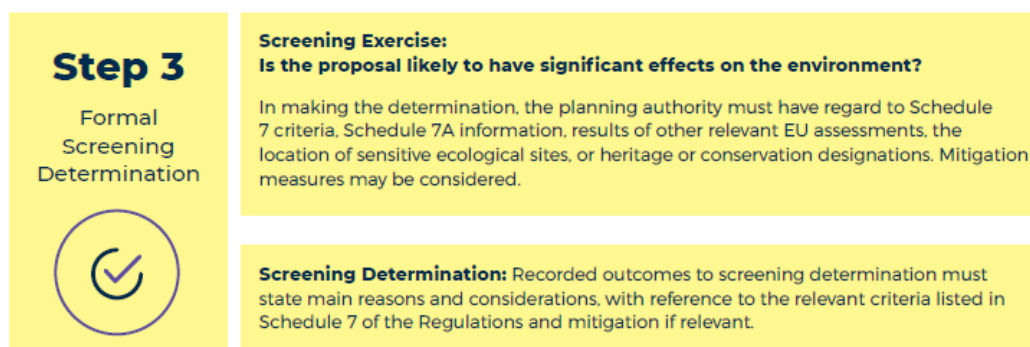 Step 3
Formal
Screening
Determination
Screening Exercise:
Is the proposal likely to have significant effects on the environment?
In making the determination, the planning authority must have regard to Schedule
7 criteria, Schedule 7A information, results of other relevant EU assessments, the
location of sensitive ecological sites, or heritage or conservation designations. Mitigation
measures may be considered.
Screening Determination: Recorded outcomes to screening determination must
state main reasons and considerations, with reference to the relevant criteria listed in
Schedule 7 of the Regulations and mitigation if relevant.